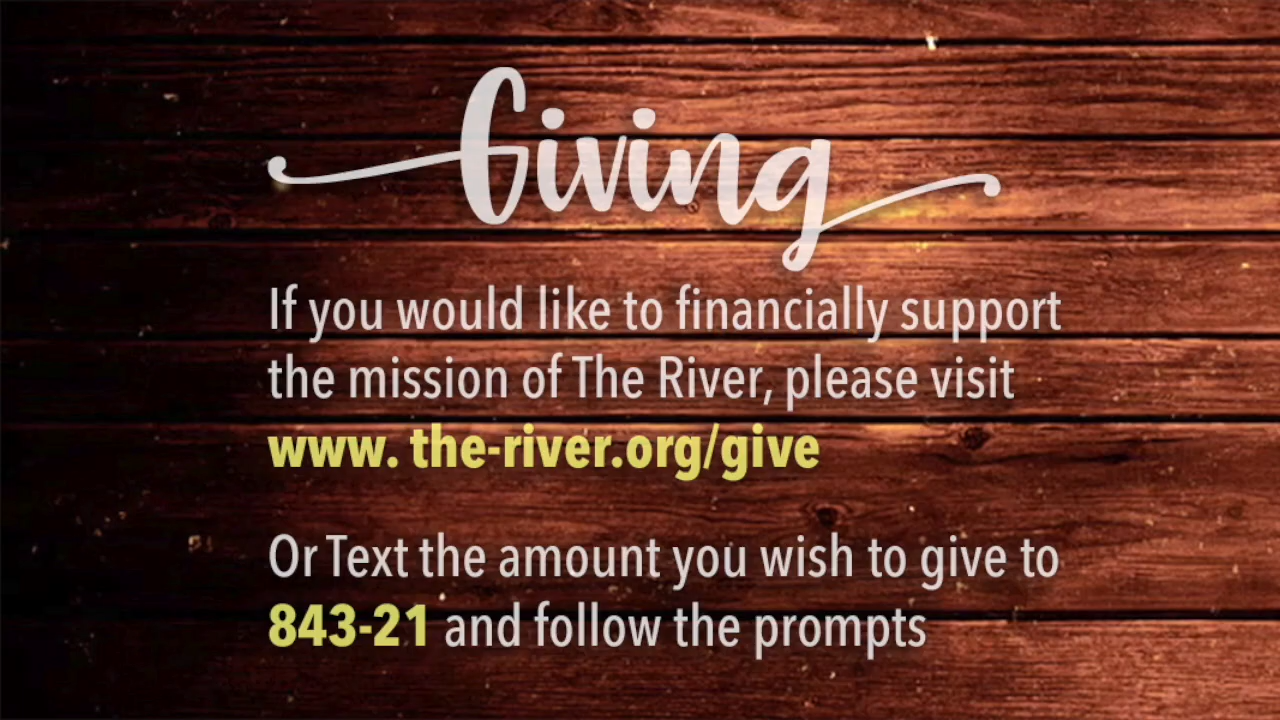 Giving
If you would like to financially support
the mission of The River, please visit
www. the-river.org/give
Or Text the amount you wish to give to
843-21 and follow the prompts